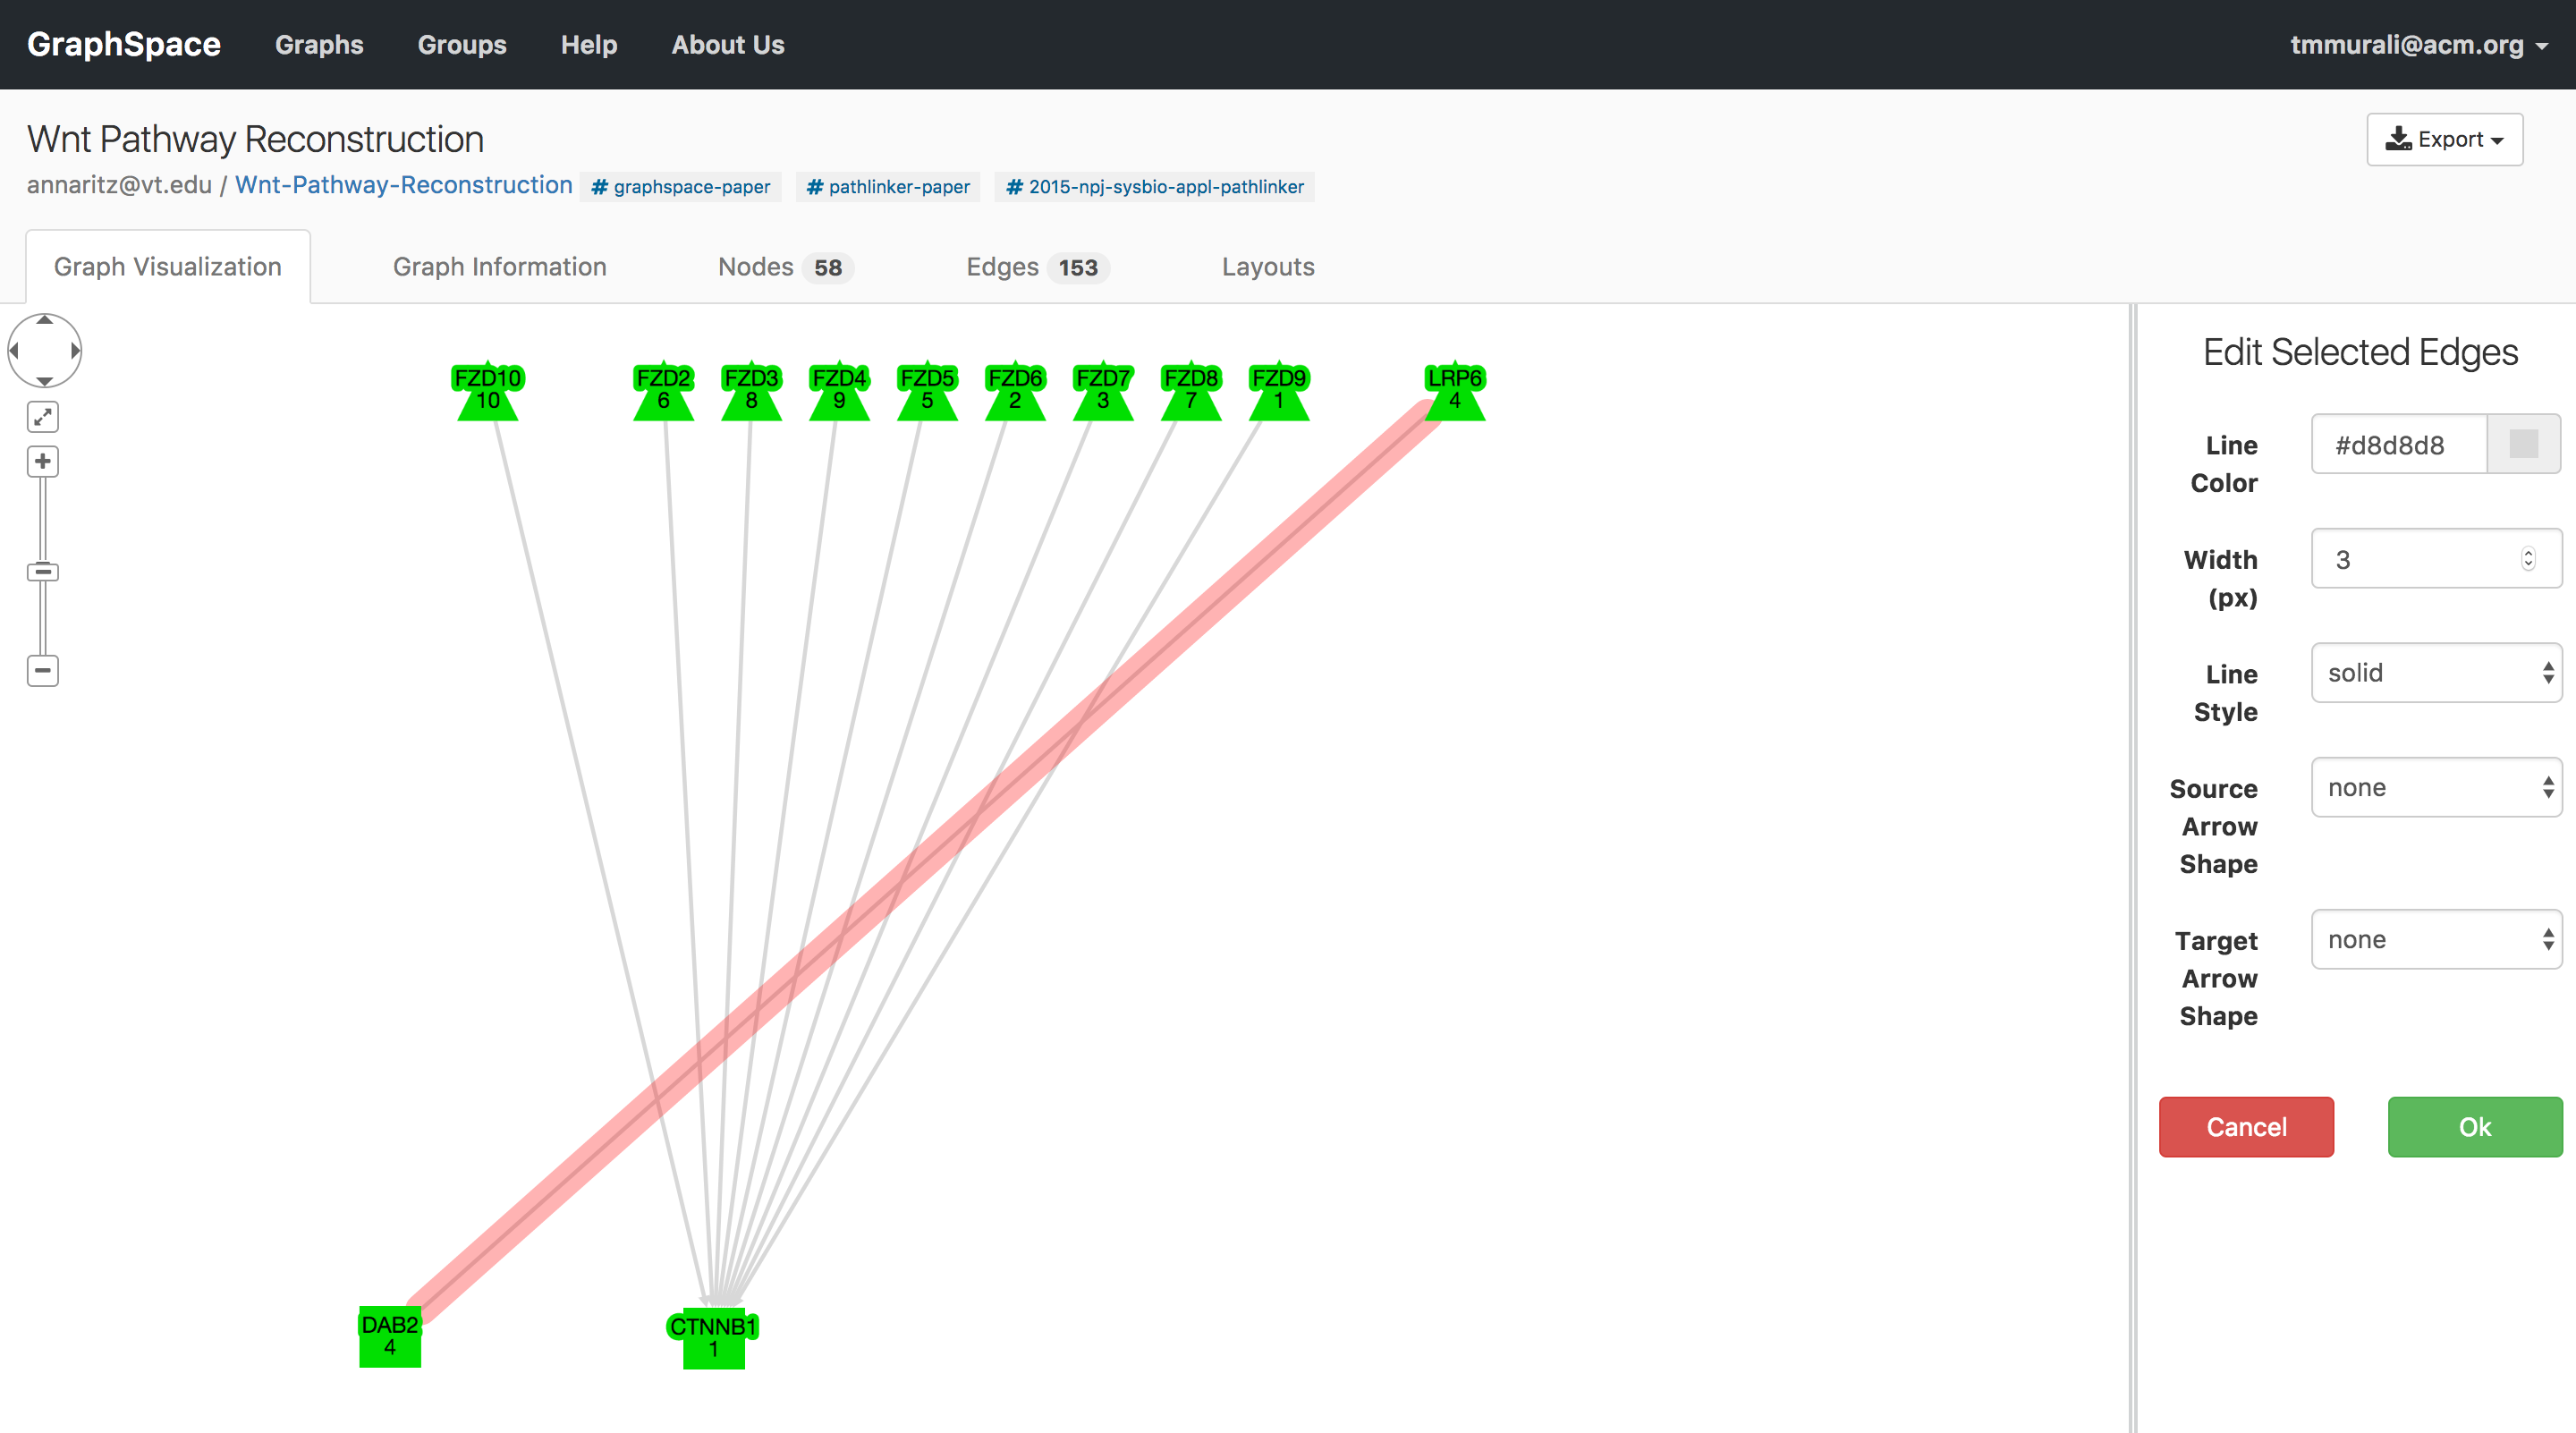 GraphSpace Graphs Groups Help About Us tmmurali@acm.org
Wnt Pathway Reconstruction
Export
annaritz@vt.edu / Wnt-Pathway-Reconstruction # graphspace-paper # pathlinker-paper # 2015-npj-sysbio-appl-pathlinker
Graph Visualization Graph Information Nodes 58 Edges 153 Layouts
FZD10 FZD2 FZD3 FZD4 FZD5 FZD6 FZD7 FZD8 FZD9 LRP6
10 6 8 9 5 2 3 7 1 4
DAB2 CTNNB1
4 1
Edit Selected Edges
Line
Color
#d8d8d8
Width
(px)
3
Line
Style
solid
Source
Arrow
Shape
none
Target
Arrow
Shape
none
Cancel Ok